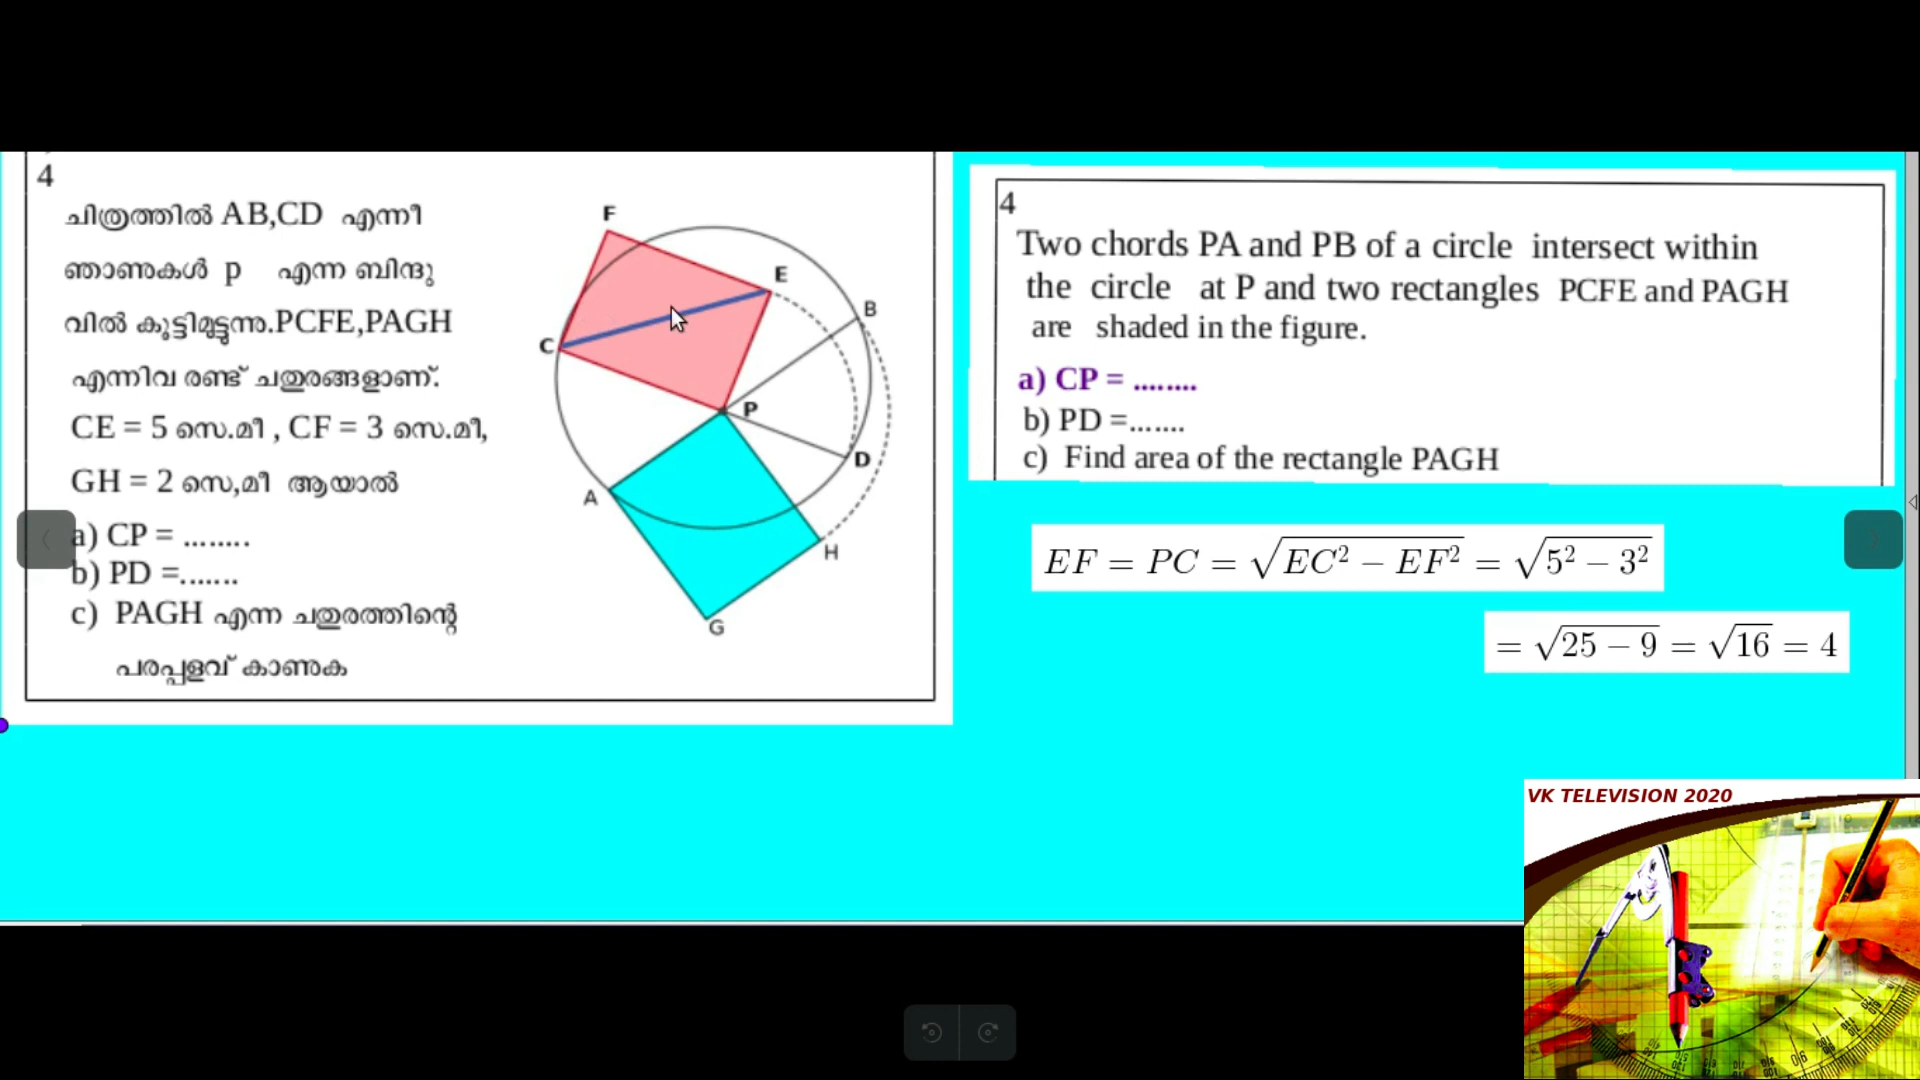 4
ചിത്രത്തിൽ AB,CD എന്നീ
ഞാണുകൾ p എന്ന ബിന്ദു
വിൽ കൂട്ടിമുട്ടുന്നു.PCFE,PAGH
എന്നിവ രണ്ട് ചതുരങ്ങളാണ്.
CE = 5 സെ.മീ , CF = 3 സെ.മീ,
GH = 2 സെ,മീ ആയാൽ
a) CP = ........
b) PD =.......
c) PAGH എന്ന ചതുരത്തിന്റെ
പരപ്പളവ് കാണുക
F
E
B
C
P
D
A
H
G
4
Two chords PA and PB of a circle intersect within
the circle at P and two rectangles PCFE and PAGH
are shaded in the figure.
a) CP = ........
b) PD =.......
c) Find area of the rectangle PAGH
EF = PC = √(EC² − EF²) = √(5² − 3²)
= √(25 − 9) = √16 = 4
VK TELEVISION 2020